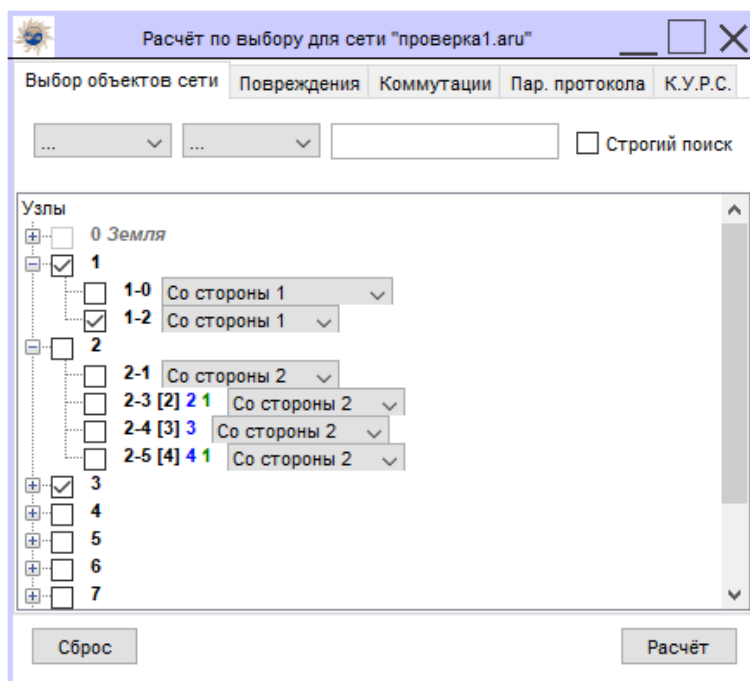 Расчёт по выбору для сети "проверка1.aru"
Выбор объектов сети Повреждения Коммутации Пар. протокола К.У.Р.С.
... ... Строгий поиск
Узлы
0 Земля
1
1-0 Со стороны 1
1-2 Со стороны 1
2
2-1 Со стороны 2
2-3 [2] 2 1 Со стороны 2
2-4 [3] 3 Со стороны 2
2-5 [4] 4 1 Со стороны 2
3
4
5
6
7
Сброс Расчёт